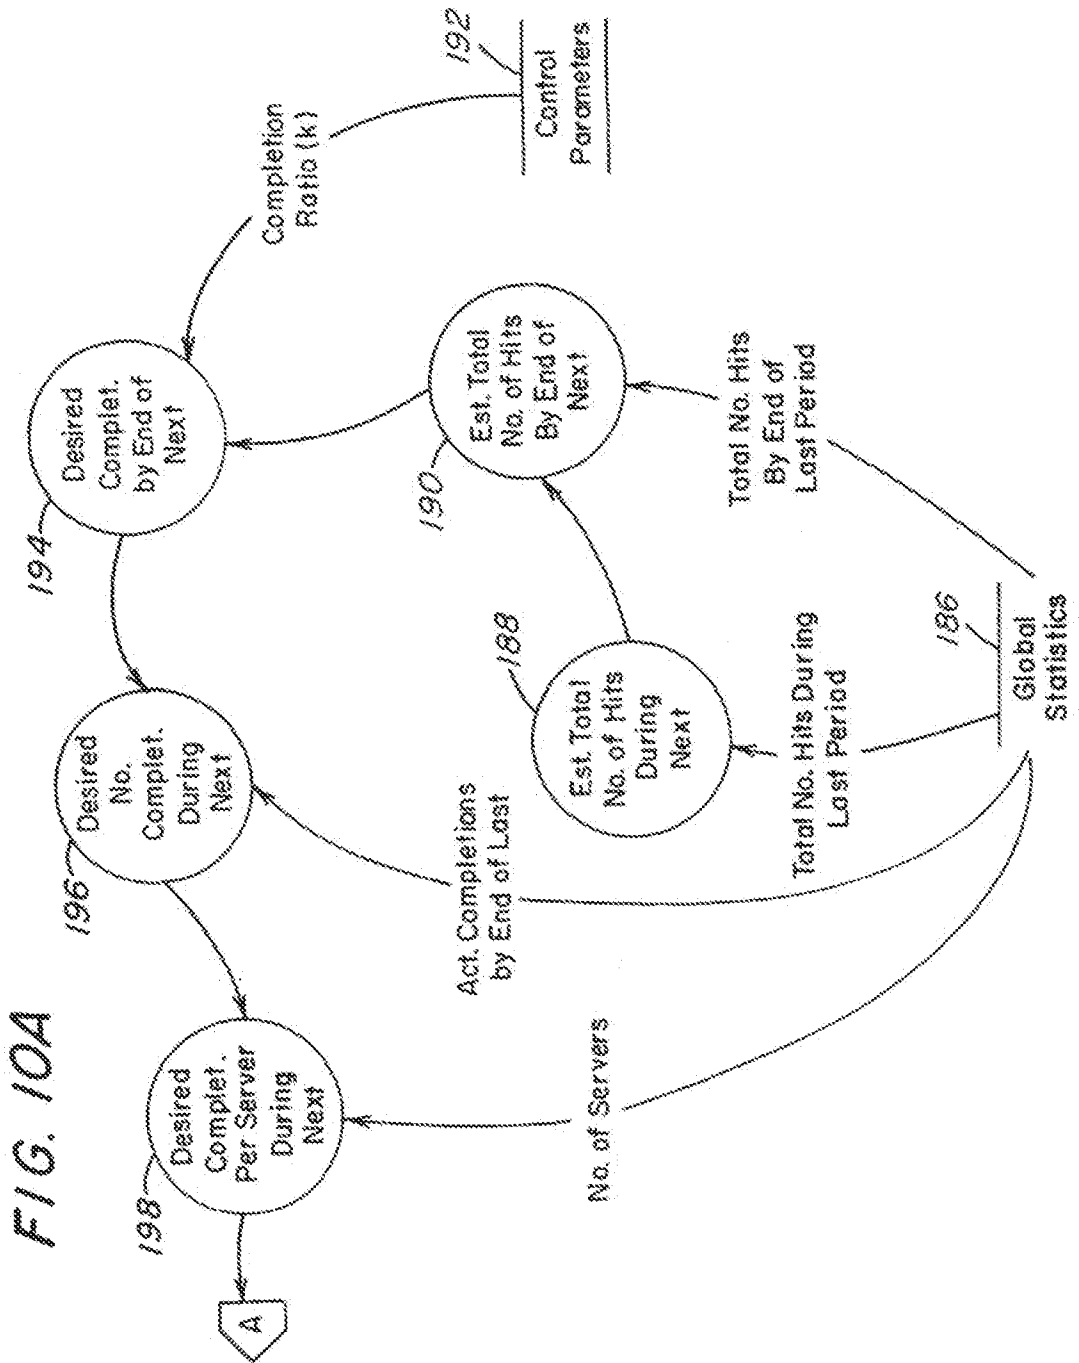 FIG. 10A
A
198
Desired
Complet.
Per Server
During
Next
196
Desired
No.
Complet.
During
Next
194
Desired
Complet.
by End of
Next
Completion
Ratio (k)
192
Control
Parameters
190
Est. Total
No. of Hits
By End of
Next
188
Est. Total
No. of Hits
During
Next
Act. Completions
by End of Last
No. of Servers
Total No. Hits During
Last Period
Total No. Hits
By End of
Last Period
186
Global
Statistics